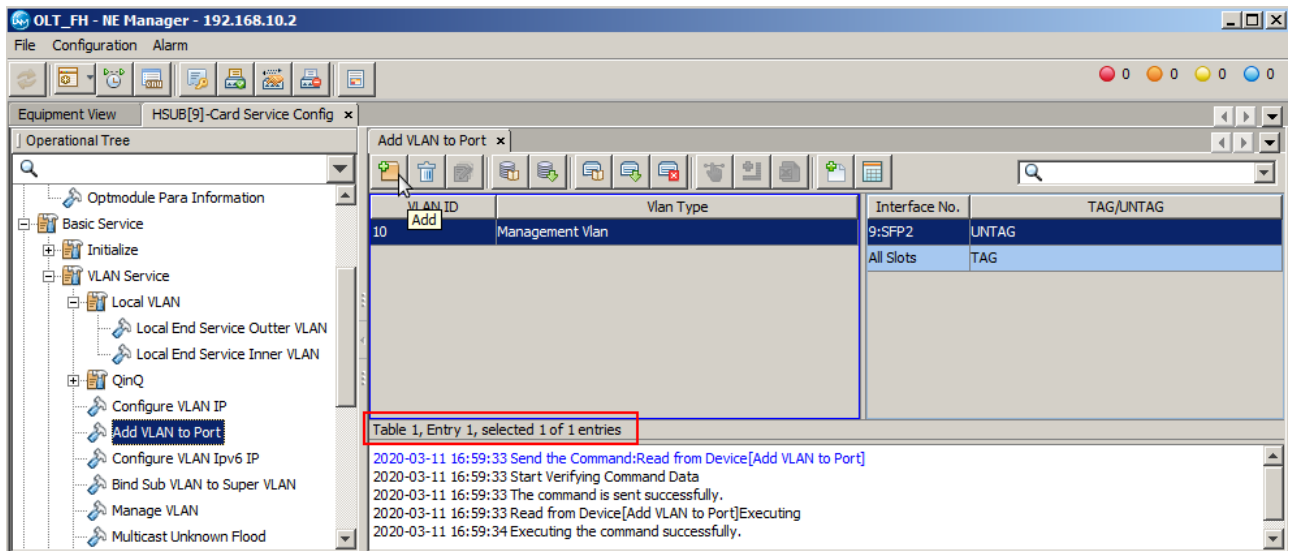 OLT_FH - NE Manager - 192.168.10.2
File Configuration Alarm
0 0 0 0
Equipment View HSUB[9]-Card Service Config
Operational Tree
Add VLAN to Port
Optmodule Para Information
Basic Service
Initialize
VLAN Service
Local VLAN
Local End Service Outter VLAN
Local End Service Inner VLAN
QinQ
Configure VLAN IP
Add VLAN to Port
Configure VLAN Ipv6 IP
Bind Sub VLAN to Super VLAN
Manage VLAN
Multicast Unknown Flood
VLAN ID Vlan Type
Add
10 Management Vlan
Interface No. TAG/UNTAG
9:SFP2 UNTAG
All Slots TAG
Table 1, Entry 1, selected 1 of 1 entries
2020-03-11 16:59:33 Send the Command:Read from Device[Add VLAN to Port]
2020-03-11 16:59:33 Start Verifying Command Data
2020-03-11 16:59:33 The command is sent successfully.
2020-03-11 16:59:33 Read from Device[Add VLAN to Port]Executing
2020-03-11 16:59:34 Executing the command successfully.